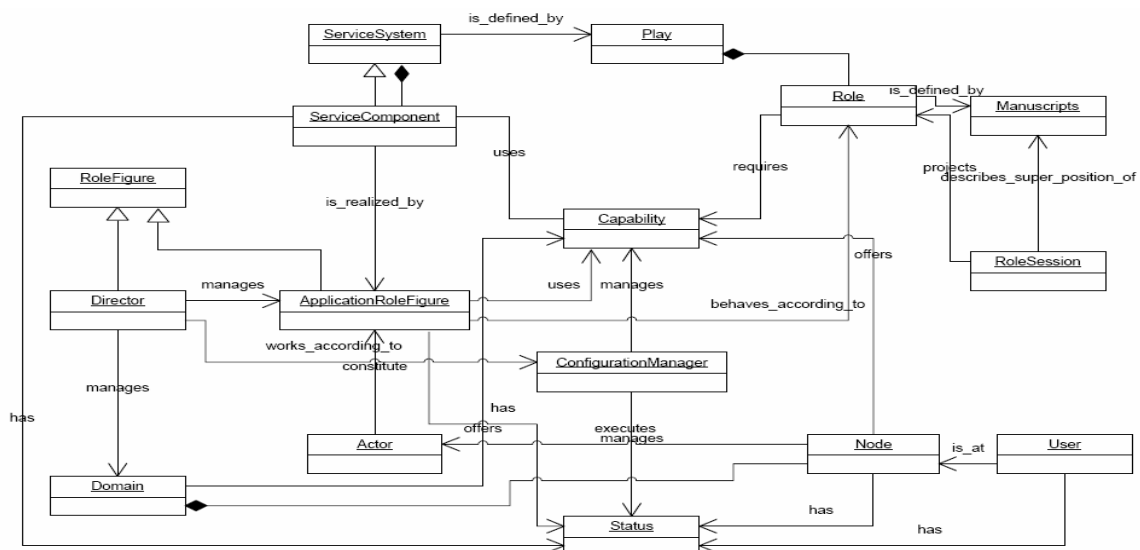 is_defined_by
ServiceSystem
Play
Role
is_defined_by
Manuscripts
ServiceComponent
uses
requires
projects
describes_super_position_of
RoleFigure
is_realized_by
Capability
offers
RoleSession
manages
uses
manages
Director
ApplicationRoleFigure
behaves_according_to
works_according_to
constitute
ConfigurationManager
manages
has
has
offers
executes
manages
Actor
Node
is_at
User
Domain
has
has
Status